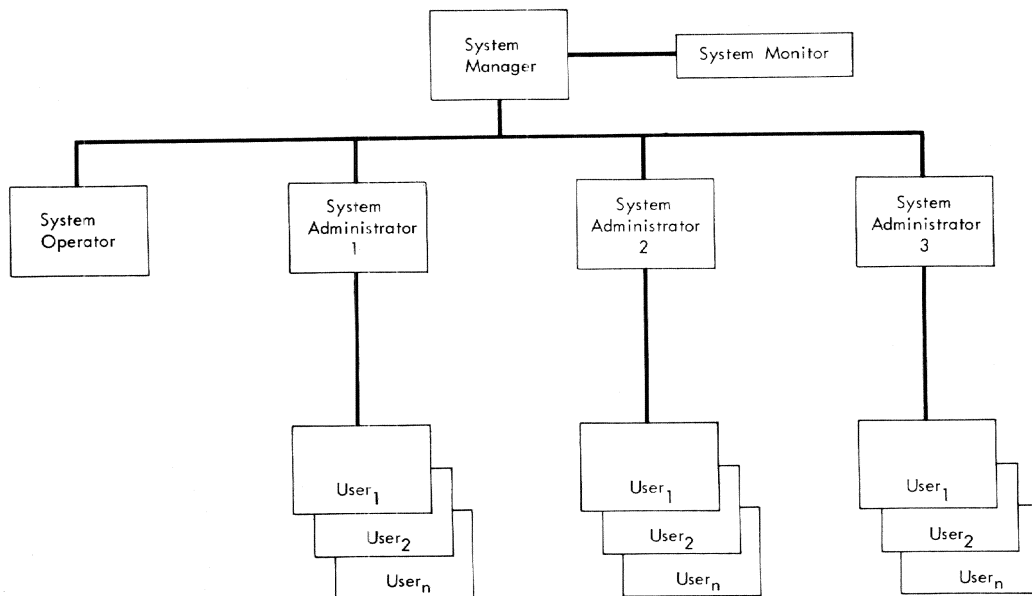 System
Manager
System Monitor
System
Operator
System
Administrator
1
System
Administrator
2
System
Administrator
3
User1
User2
Usern
User1
User2
Usern
User1
User2
Usern